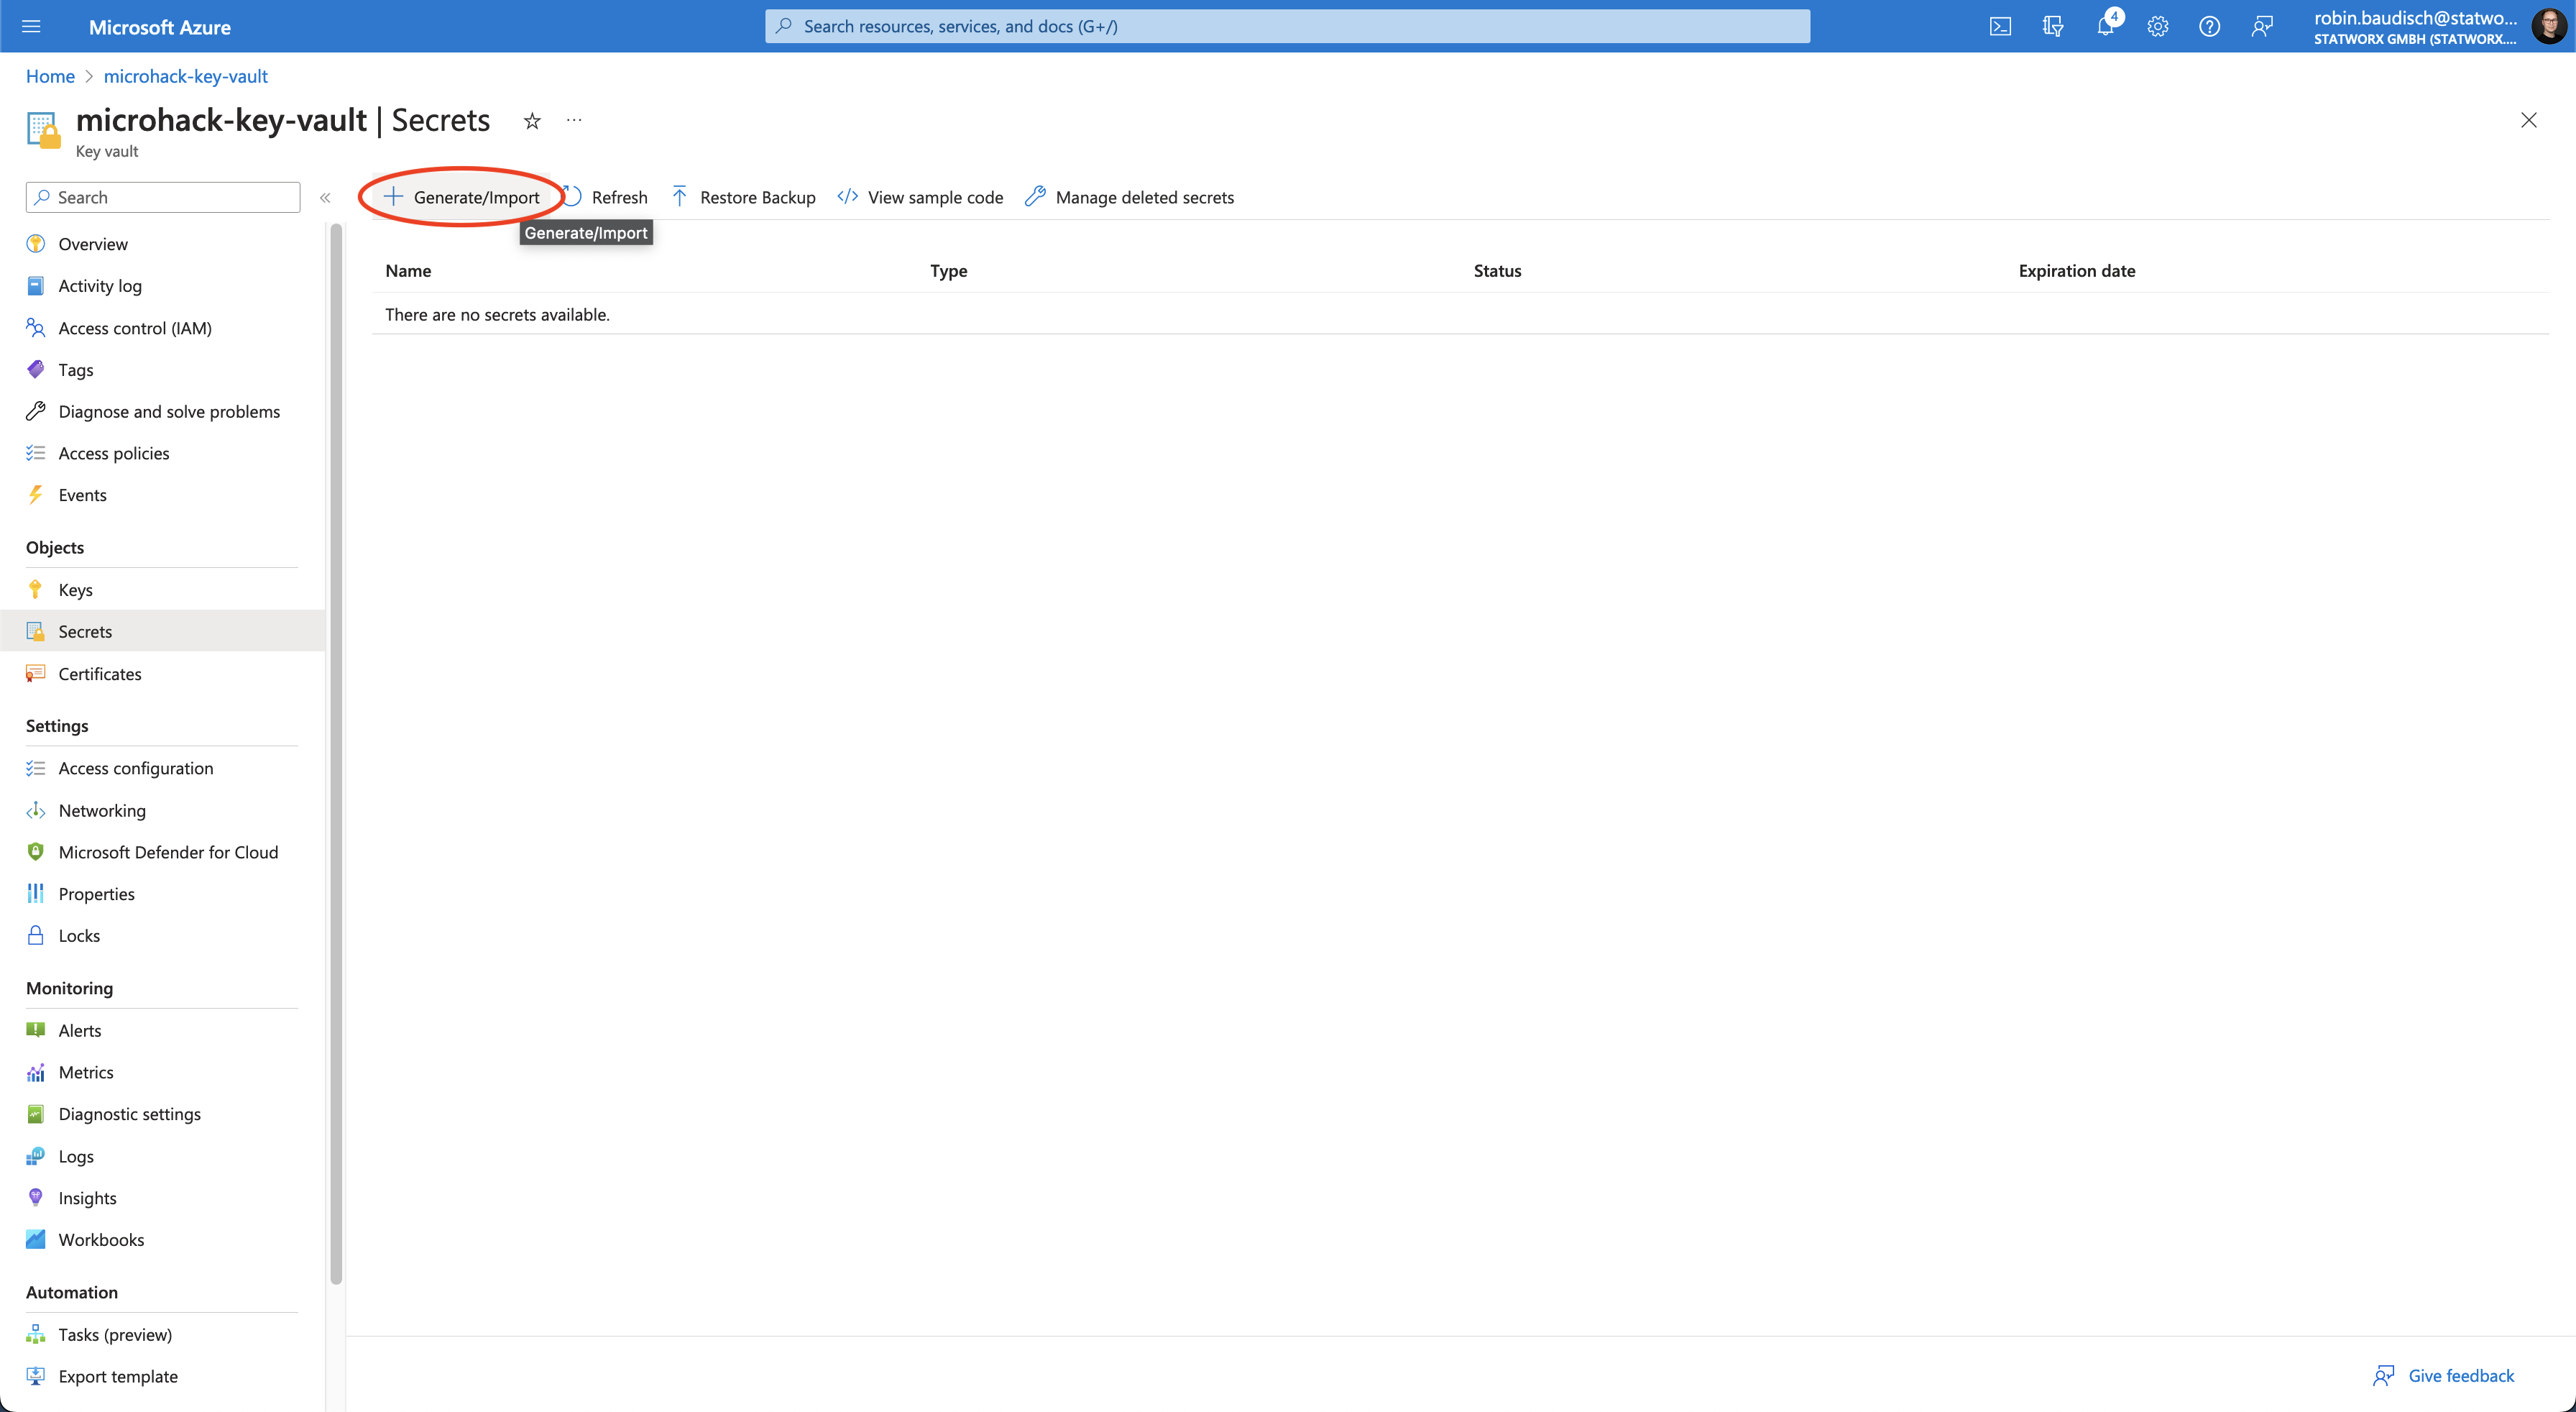 Microsoft Azure
Search resources, services, and docs (G+/)
4
robin.baudisch@statwo...
STATWORX GMBH (STATWORX....
Home > microhack-key-vault
microhack-key-vault | Secrets
Key vault
Search
Generate/Import
Refresh
Restore Backup
View sample code
Manage deleted secrets
Generate/Import
Name Type Status Expiration date
There are no secrets available.
Overview
Activity log
Access control (IAM)
Tags
Diagnose and solve problems
Access policies
Events
Objects
Keys
Secrets
Certificates
Settings
Access configuration
Networking
Microsoft Defender for Cloud
Properties
Locks
Monitoring
Alerts
Metrics
Diagnostic settings
Logs
Insights
Workbooks
Automation
Tasks (preview)
Export template
Give feedback